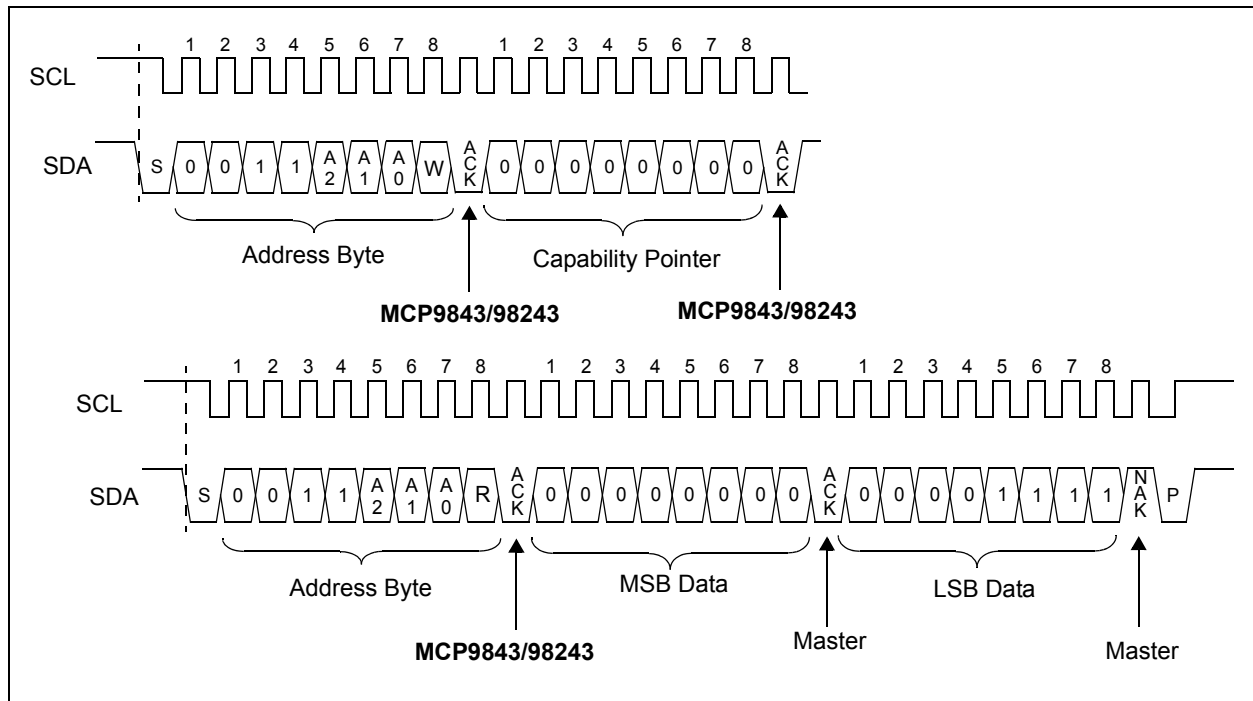 1 2 3 4 5 6 7 8 1 2 3 4 5 6 7 8
SCL
SDA
S 0 0 1 1 A2 A1 A0 W ACK 0 0 0 0 0 0 0 0 ACK
Address Byte
Capability Pointer
MCP9843/98243
MCP9843/98243
1 2 3 4 5 6 7 8 1 2 3 4 5 6 7 8 1 2 3 4 5 6 7 8
SCL
SDA
S 0 0 1 1 A2 A1 A0 R ACK 0 0 0 0 0 0 0 0 ACK 0 0 0 0 1 1 1 1 NAK P
Address Byte
MSB Data
LSB Data
MCP9843/98243
Master
Master